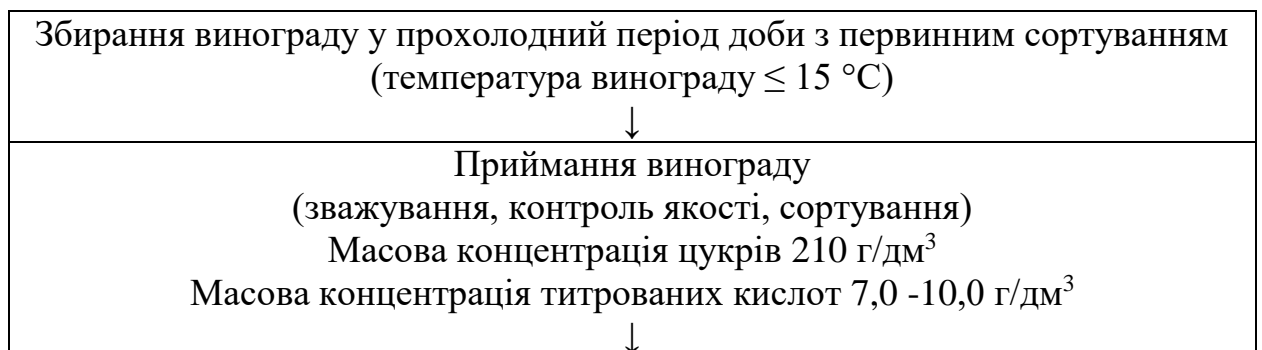 Збирання винограду у прохолодний період доби з первинним сортуванням
(температура винограду ≤ 15 °С)
↓
Приймання винограду
(зважування, контроль якості, сортування)
Масова концентрація цукрів 210 г/дм³
Масова концентрація титрованих кислот 7,0 -10,0 г/дм³
↓